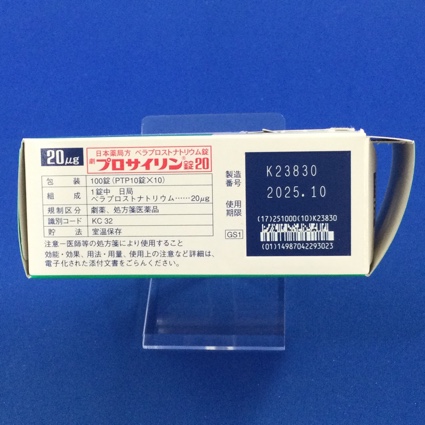 20μg
日本薬局方 ベラプロストナトリウム錠
劇 プロサイリン®錠20
包装 100錠(PTP10錠×10)
組成 1錠中 日局
ベラプロストナトリウム……20μg
規制区分 劇薬、処方箋医薬品
識別コード KC 32
貯法 室温保存
注意-医師等の処方箋により使用すること
効能・効果、用法・用量、使用上の注意など詳細は、
電子化された添付文書をごらんください。
製造番号 K23830
使用期限 2025.10
(17)251000(10)K23830
GS1
(01)14987042293023